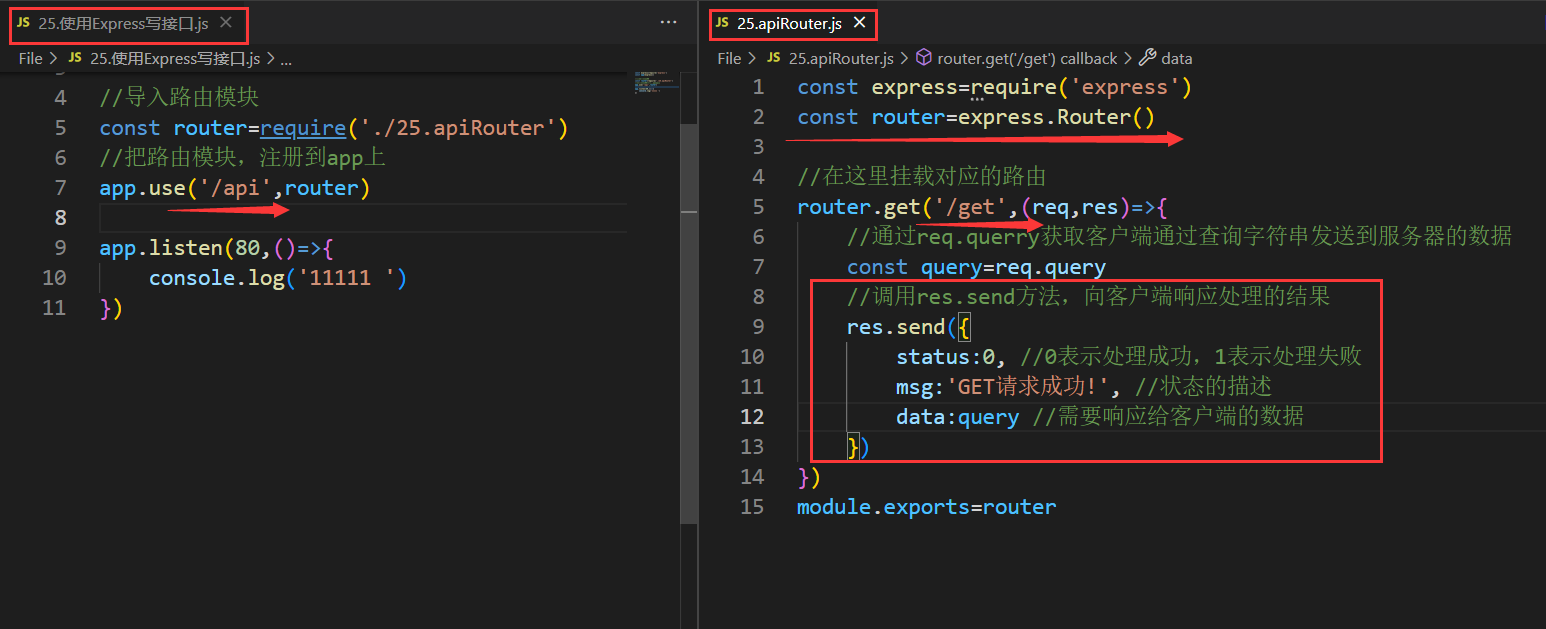 JS 25.使用Express写接口.js ×
File > JS 25.使用Express写接口.js > ...
4 //导入路由模块
5 const router=require('./25.apiRouter')
6 //把路由模块，注册到app上
7 app.use('/api',router)
8
9 app.listen(80,()=>{
10 console.log('11111 ')
11 })
JS 25.apiRouter.js ×
File > JS 25.apiRouter.js > router.get('/get') callback > data
1 const express=require('express')
2 const router=express.Router()
3
4 //在这里挂载对应的路由
5 router.get('/get',(req,res)=>{
6 //通过req.querry获取客户端通过查询字符串发送到服务器的数据
7 const query=req.query
8 //调用res.send方法，向客户端响应处理的结果
9 res.send({
10 status:0, //0表示处理成功，1表示处理失败
11 msg:'GET请求成功!', //状态的描述
12 data:query //需要响应给客户端的数据
13 })
14 })
15 module.exports=router